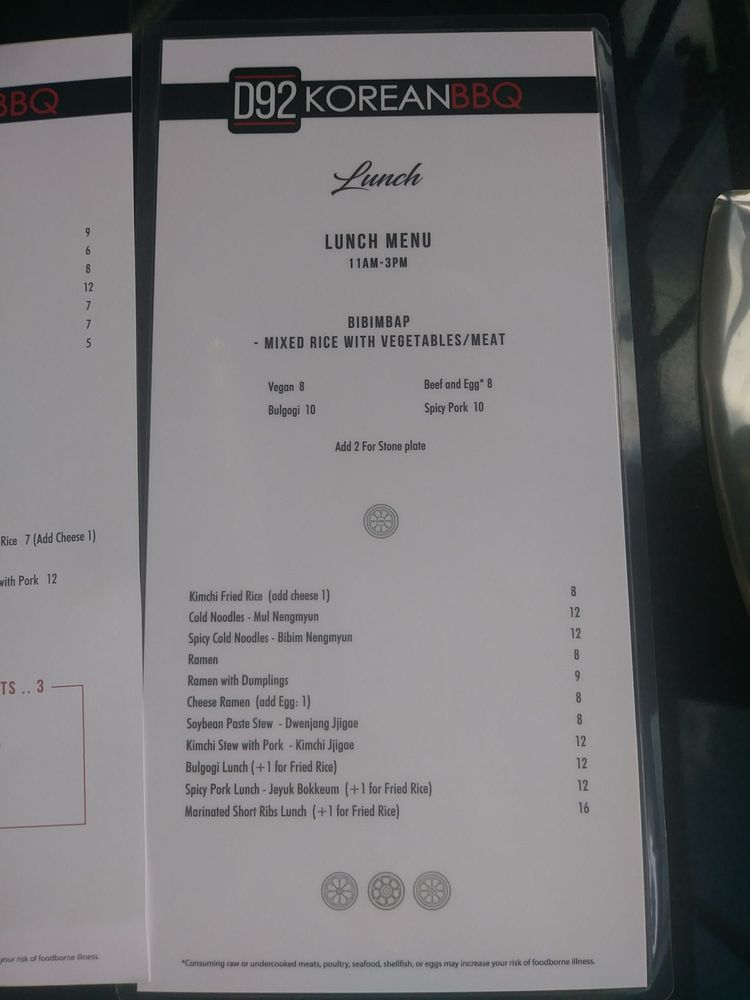 BBQ
9
6
8
12
7
7
5
Rice 7 (Add Cheese 1)
with Pork 12
TS .. 3
your risk of foodborne illness.
D92 KOREANBBQ
Lunch
LUNCH MENU
11AM-3PM
BIBIMBAP
- MIXED RICE WITH VEGETABLES/MEAT
Vegan 8 Beef and Egg* 8
Bulgogi 10 Spicy Pork 10
Add 2 For Stone plate
Kimchi Fried Rice (add cheese 1) 8
Cold Noodles - Mul Nengmyun 12
Spicy Cold Noodles - Bibim Nengmyun 12
Ramen 8
Ramen with Dumplings 9
Cheese Ramen (add Egg: 1) 8
Soybean Paste Stew - Dwenjang Jjigae 8
Kimchi Stew with Pork - Kimchi Jjigae 12
Bulgogi Lunch (+1 for Fried Rice) 12
Spicy Pork Lunch - Jeyuk Bokkeum (+1 for Fried Rice) 12
Marinated Short Ribs Lunch (+1 for Fried Rice) 16
*Consuming raw or undercooked meats, poultry, seafood, shellfish, or eggs may increase your risk of foodborne illness.